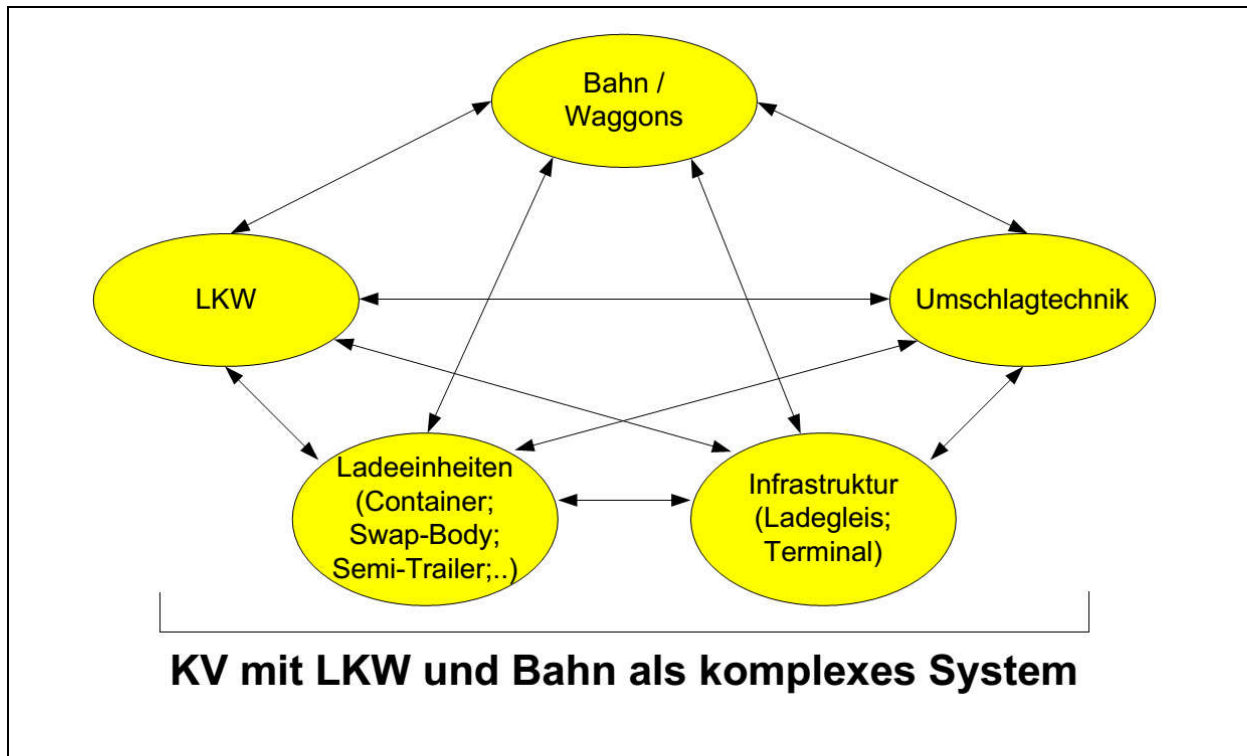 Bahn /
Waggons
LKW
Umschlagtechnik
Ladeeinheiten
(Container;
Swap-Body;
Semi-Trailer;..)
Infrastruktur
(Ladegleis;
Terminal)
KV mit LKW und Bahn als komplexes System